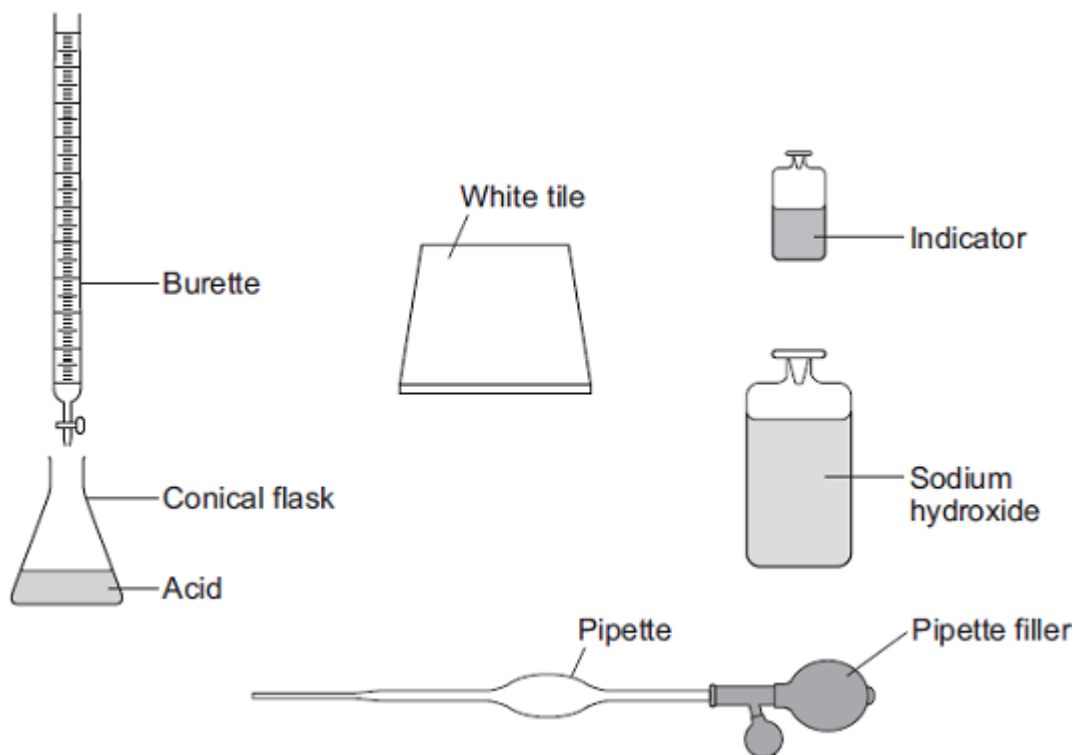 White tile
Burette
Indicator
Conical flask
Sodium
hydroxide
Acid
Pipette
Pipette filler